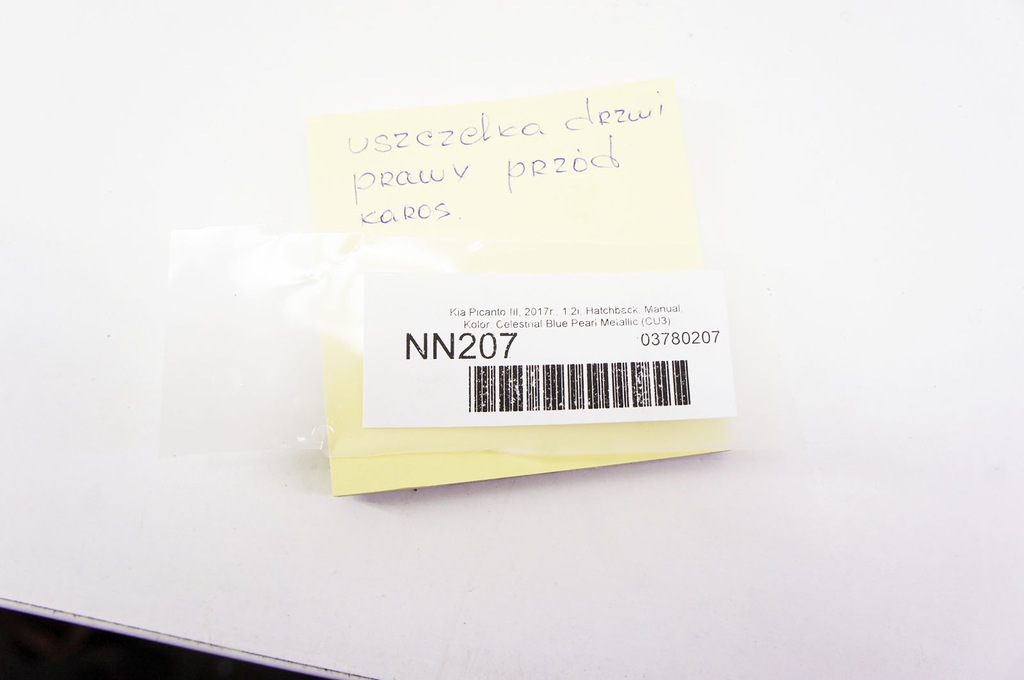 uszczelka drzwi
prawy przód
karos.
Kia Picanto III, 2017r., 1.2i, Hatchback, Manual,
Kolor: Celestrial Blue Pearl Metallic (CU3)
NN207 03780207